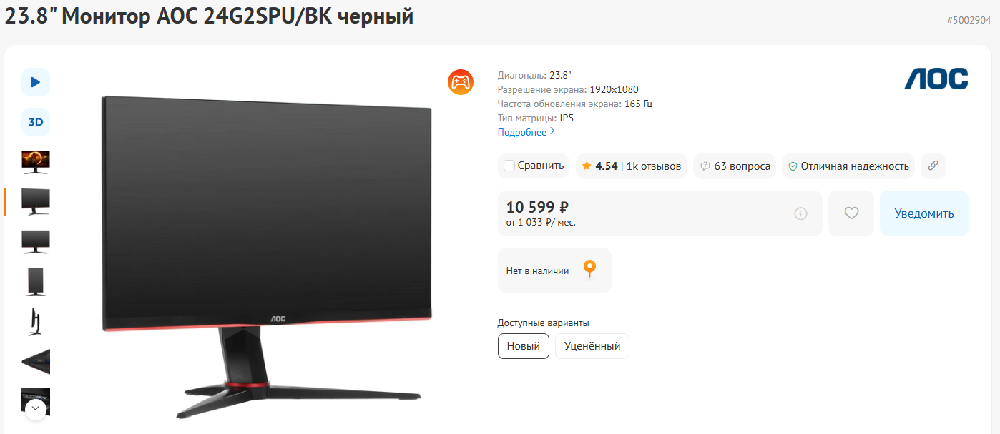 23.8" Монитор AOC 24G2SPU/BK черный
#5002904
3D
AOC
Диагональ: 23.8"
Разрешение экрана: 1920x1080
Частота обновления экрана: 165 Гц
Тип матрицы: IPS
Подробнее
AOC
Сравнить
4.54 | 1k отзывов
63 вопроса
Отличная надежность
10 599 ₽
от 1 033 ₽/ мес.
Уведомить
Нет в наличии
Доступные варианты
Новый
Уценённый